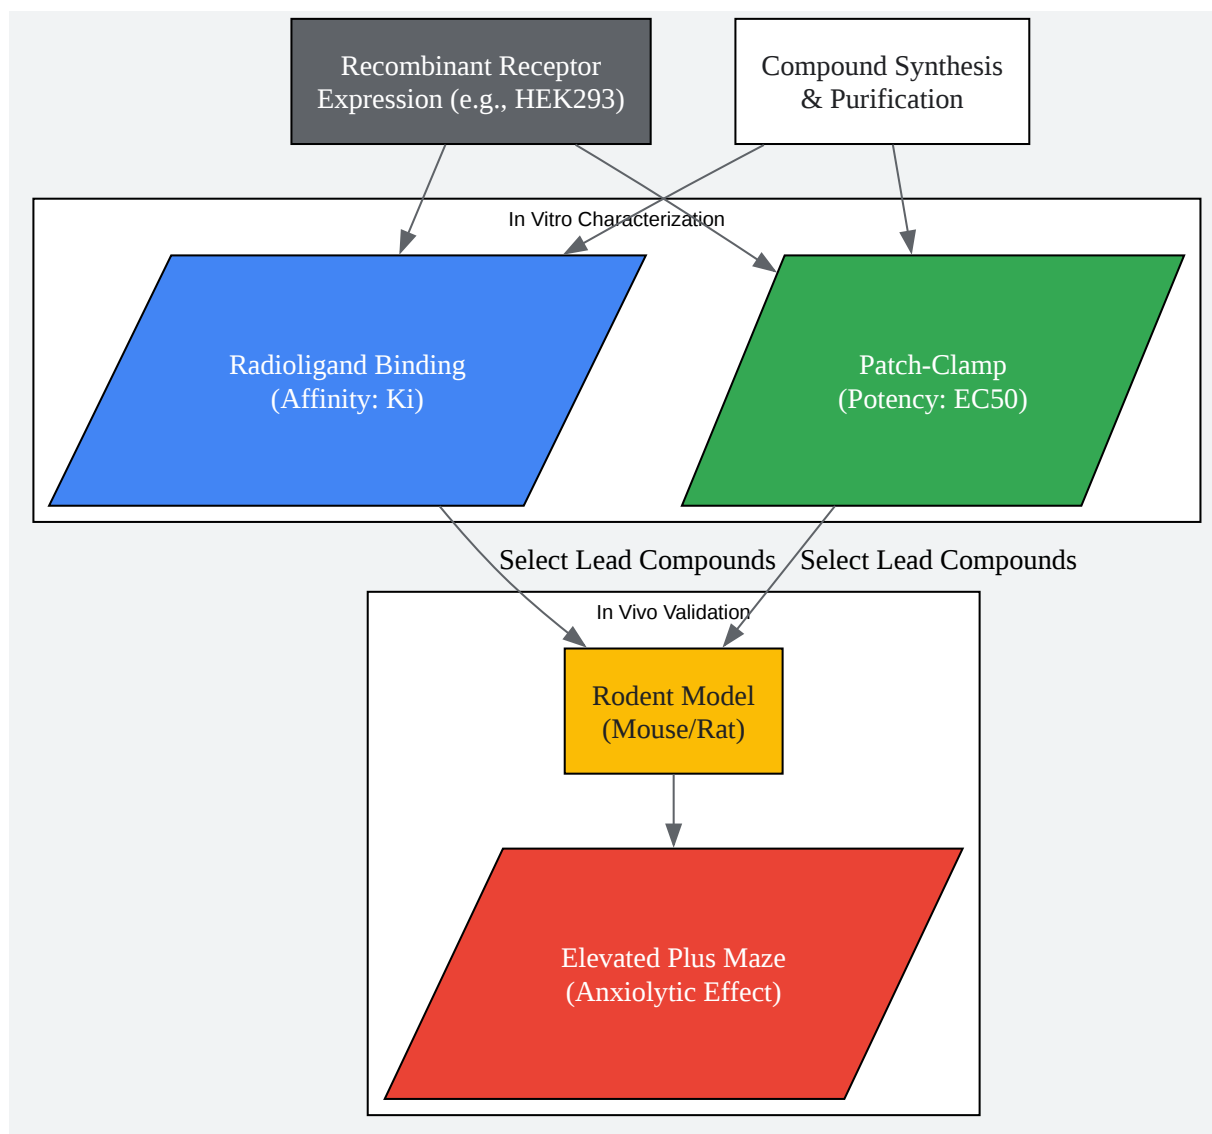 Recombinant Receptor
Expression (e.g., HEK293)
Compound Synthesis
& Purification
In Vitro Characterization
Radioligand Binding
(Affinity: Ki)
Patch-Clamp
(Potency: EC50)
Select Lead Compounds
Select Lead Compounds
In Vivo Validation
Rodent Model
(Mouse/Rat)
Elevated Plus Maze
(Anxiolytic Effect)